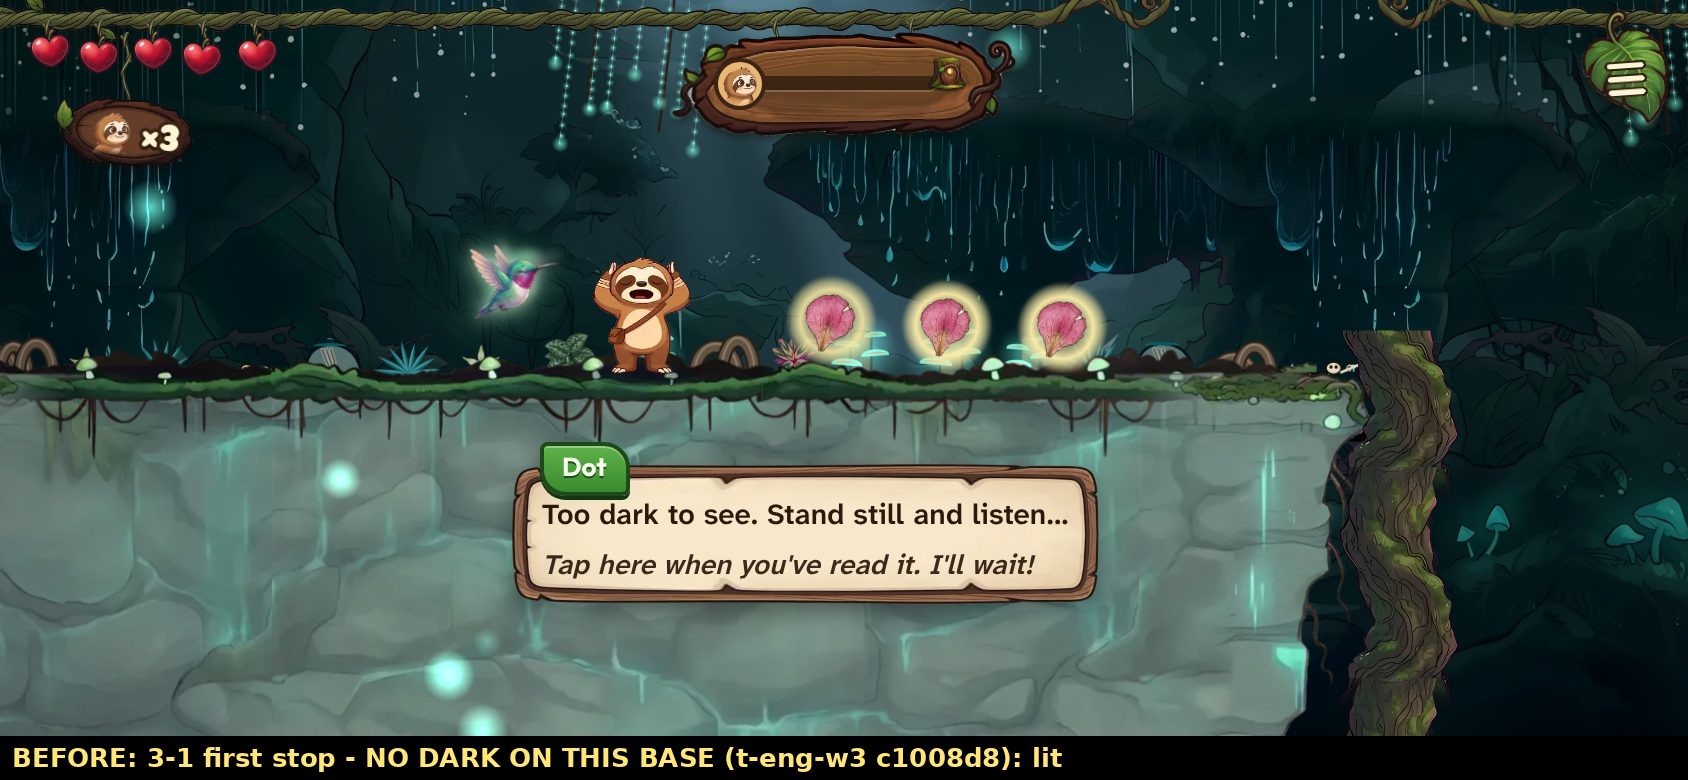 ×3
Dot
Too dark to see. Stand still and listen...
Tap here when you've read it. I'll wait!
BEFORE: 3-1 first stop - NO DARK ON THIS BASE (t-eng-w3 c1008d8): lit